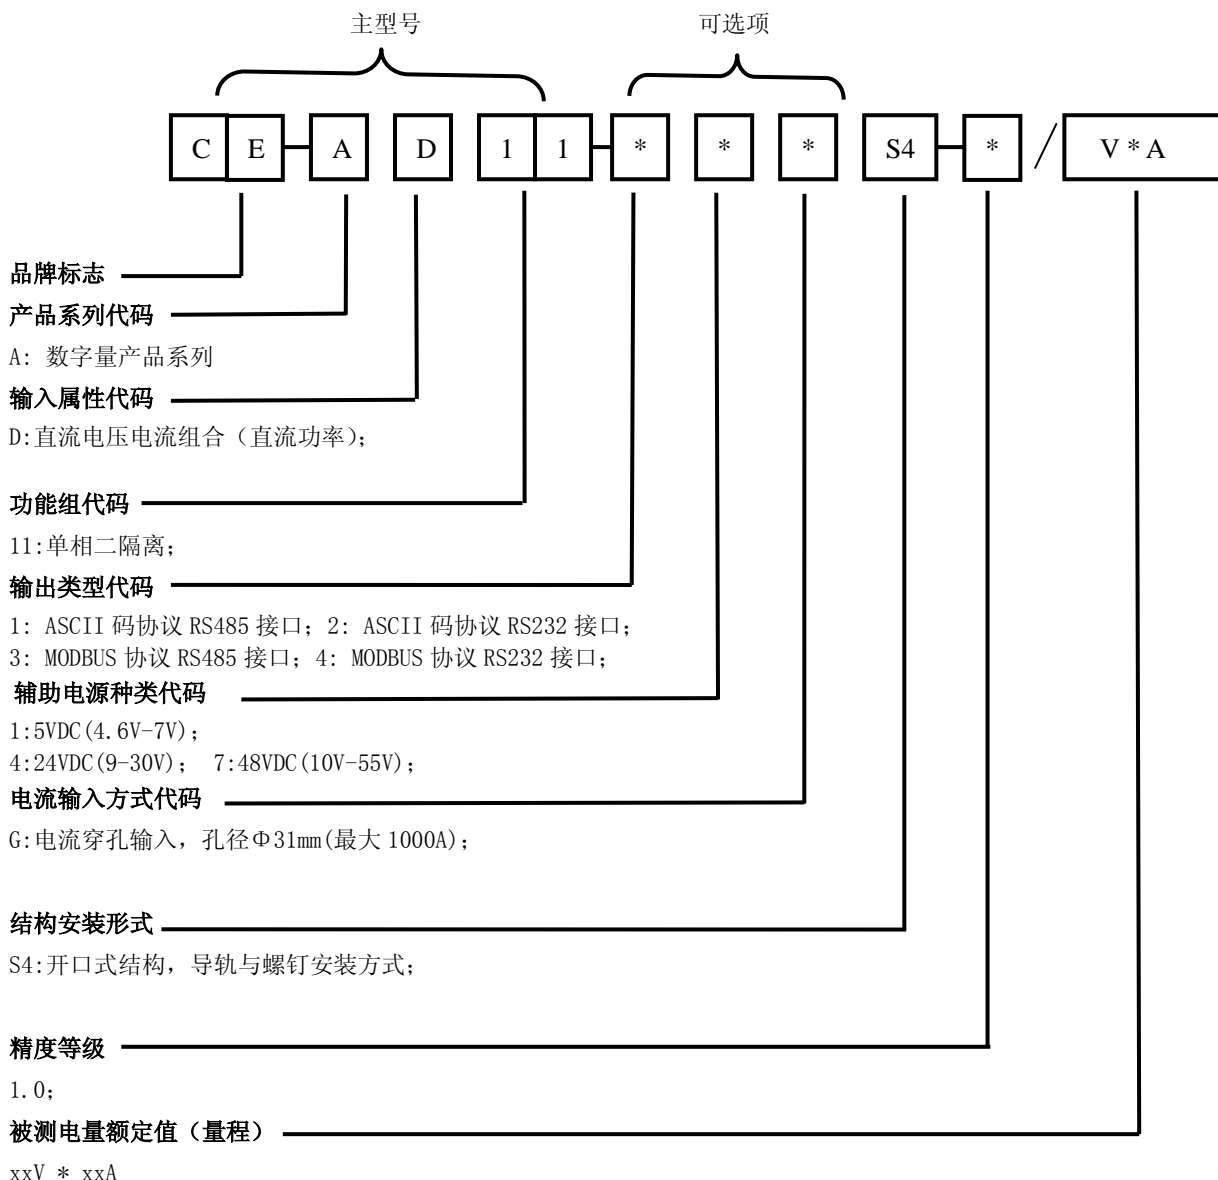 主型号 可选项
C E A D 1 1 * * * S4 * / V * A
品牌标志
产品系列代码
A: 数字量产品系列
输入属性代码
D:直流电压电流组合（直流功率）;
功能组代码
11:单相二隔离;
输出类型代码
1: ASCII 码协议 RS485 接口; 2: ASCII 码协议 RS232 接口;
3: MODBUS 协议 RS485 接口; 4: MODBUS 协议 RS232 接口;
辅助电源种类代码
1:5VDC(4.6V-7V);
4:24VDC(9-30V); 7:48VDC(10V-55V);
电流输入方式代码
G:电流穿孔输入，孔径Φ31mm(最大 1000A);
结构安装形式
S4:开口式结构，导轨与螺钉安装方式;
精度等级
1.0;
被测电量额定值（量程）
xxV * xxA